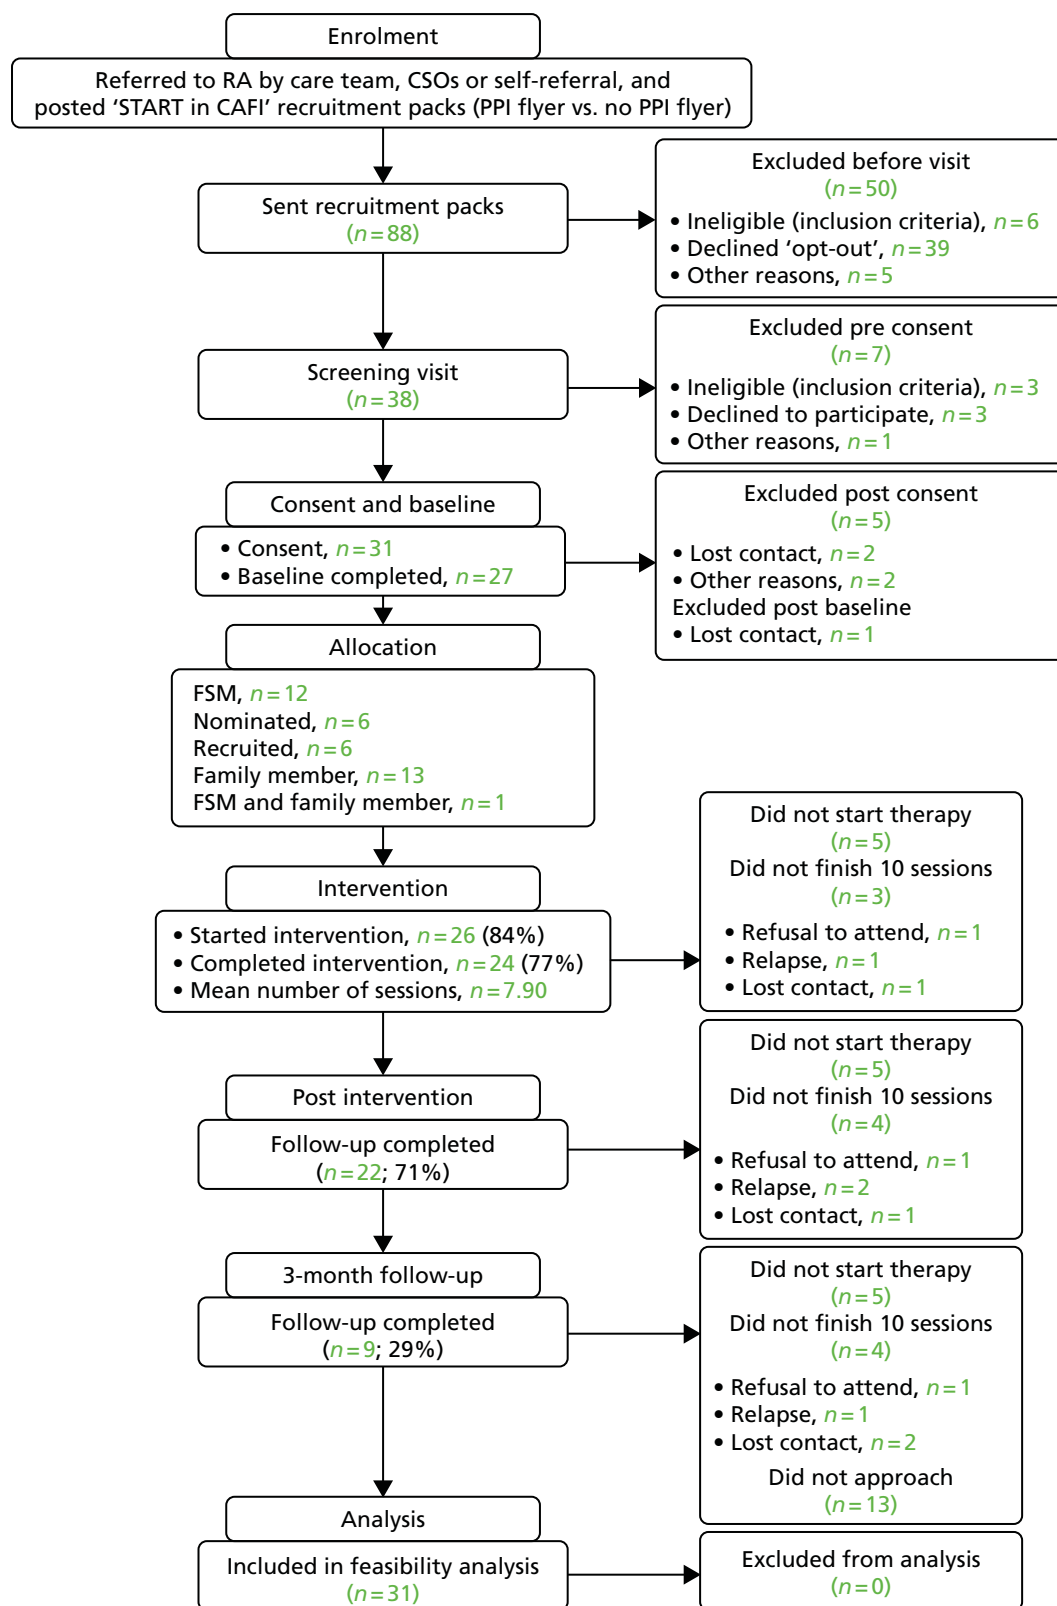 Enrolment
Referred to RA by care team, CSOs or self-referral, and
posted ‘START in CAFI’ recruitment packs (PPI flyer vs. no PPI flyer)
Sent recruitment packs
(n=88)
Excluded before visit
(n=50)
• Ineligible (inclusion criteria), n=6
• Declined ‘opt-out’, n=39
• Other reasons, n=5
Screening visit
(n=38)
Excluded pre consent
(n=7)
• Ineligible (inclusion criteria), n=3
• Declined to participate, n=3
• Other reasons, n=1
Consent and baseline
• Consent, n=31
• Baseline completed, n=27
Excluded post consent
(n=5)
• Lost contact, n=2
• Other reasons, n=2
Excluded post baseline
• Lost contact, n=1
Allocation
FSM, n=12
Nominated, n=6
Recruited, n=6
Family member, n=13
FSM and family member, n=1
Intervention
• Started intervention, n=26 (84%)
• Completed intervention, n=24 (77%)
• Mean number of sessions, n=7.90
Did not start therapy
(n=5)
Did not finish 10 sessions
(n=3)
• Refusal to attend, n=1
• Relapse, n=1
• Lost contact, n=1
Post intervention
Follow-up completed
(n=22; 71%)
Did not start therapy
(n=5)
Did not finish 10 sessions
(n=4)
• Refusal to attend, n=1
• Relapse, n=2
• Lost contact, n=1
3-month follow-up
Follow-up completed
(n=9; 29%)
Did not start therapy
(n=5)
Did not finish 10 sessions
(n=4)
• Refusal to attend, n=1
• Relapse, n=1
• Lost contact, n=2
Did not approach
(n=13)
Analysis
Included in feasibility analysis
(n=31)
Excluded from analysis
(n=0)